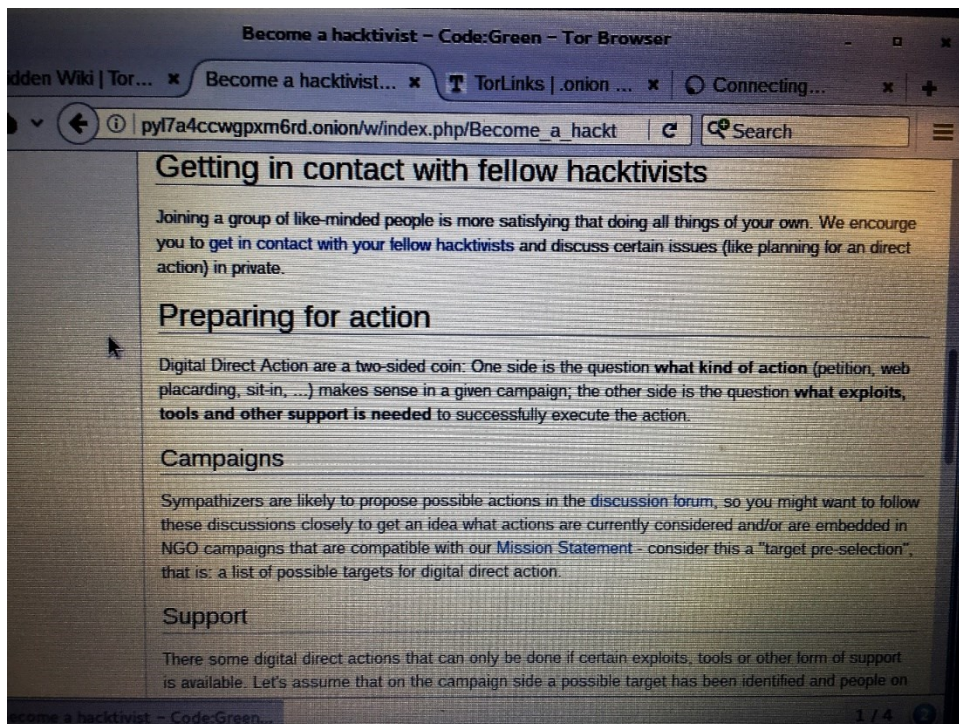 Become a hacktivist – Code:Green – Tor Browser
dden Wiki | Tor... × Become a hacktivist... × TorLinks | .onion ... × Connecting... × +
pyl7a4ccwgpxm6rd.onion/w/index.php/Become_a_hackt Search
Getting in contact with fellow hacktivists
Joining a group of like-minded people is more satisfying that doing all things of your own. We encourge
you to get in contact with your fellow hacktivists and discuss certain issues (like planning for an direct
action) in private.
Preparing for action
Digital Direct Action are a two-sided coin: One side is the question what kind of action (petition, web
placarding, sit-in, ...) makes sense in a given campaign; the other side is the question what exploits,
tools and other support is needed to successfully execute the action.
Campaigns
Sympathizers are likely to propose possible actions in the discussion forum, so you might want to follow
these discussions closely to get an idea what actions are currently considered and/or are embedded in
NGO campaigns that are compatible with our Mission Statement - consider this a "target pre-selection",
that is: a list of possible targets for digital direct action.
Support
There some digital direct actions that can only be done if certain exploits, tools or other form of support
is available. Let's assume that on the campaign side a possible target has been identified and people on
ecome a hacktivist – Code:Green... 1 / 4